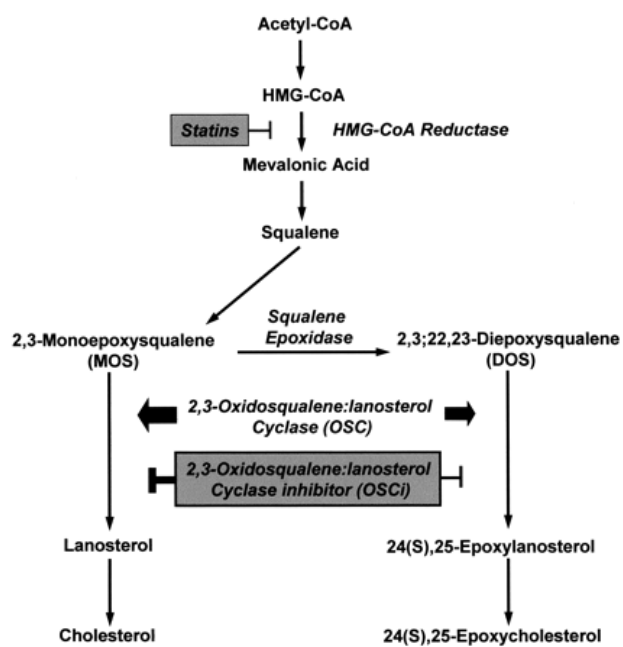 Acetyl-CoA
HMG-CoA
Statins
HMG-CoA Reductase
Mevalonic Acid
Squalene
Squalene
Epoxidase
2,3-Monoepoxysqualene
(MOS)
2,3;22,23-Diepoxysqualene
(DOS)
2,3-Oxidosqualene:lanosterol
Cyclase (OSC)
2,3-Oxidosqualene:lanosterol
Cyclase inhibitor (OSCi)
Lanosterol
24(S),25-Epoxylanosterol
Cholesterol
24(S),25-Epoxycholesterol